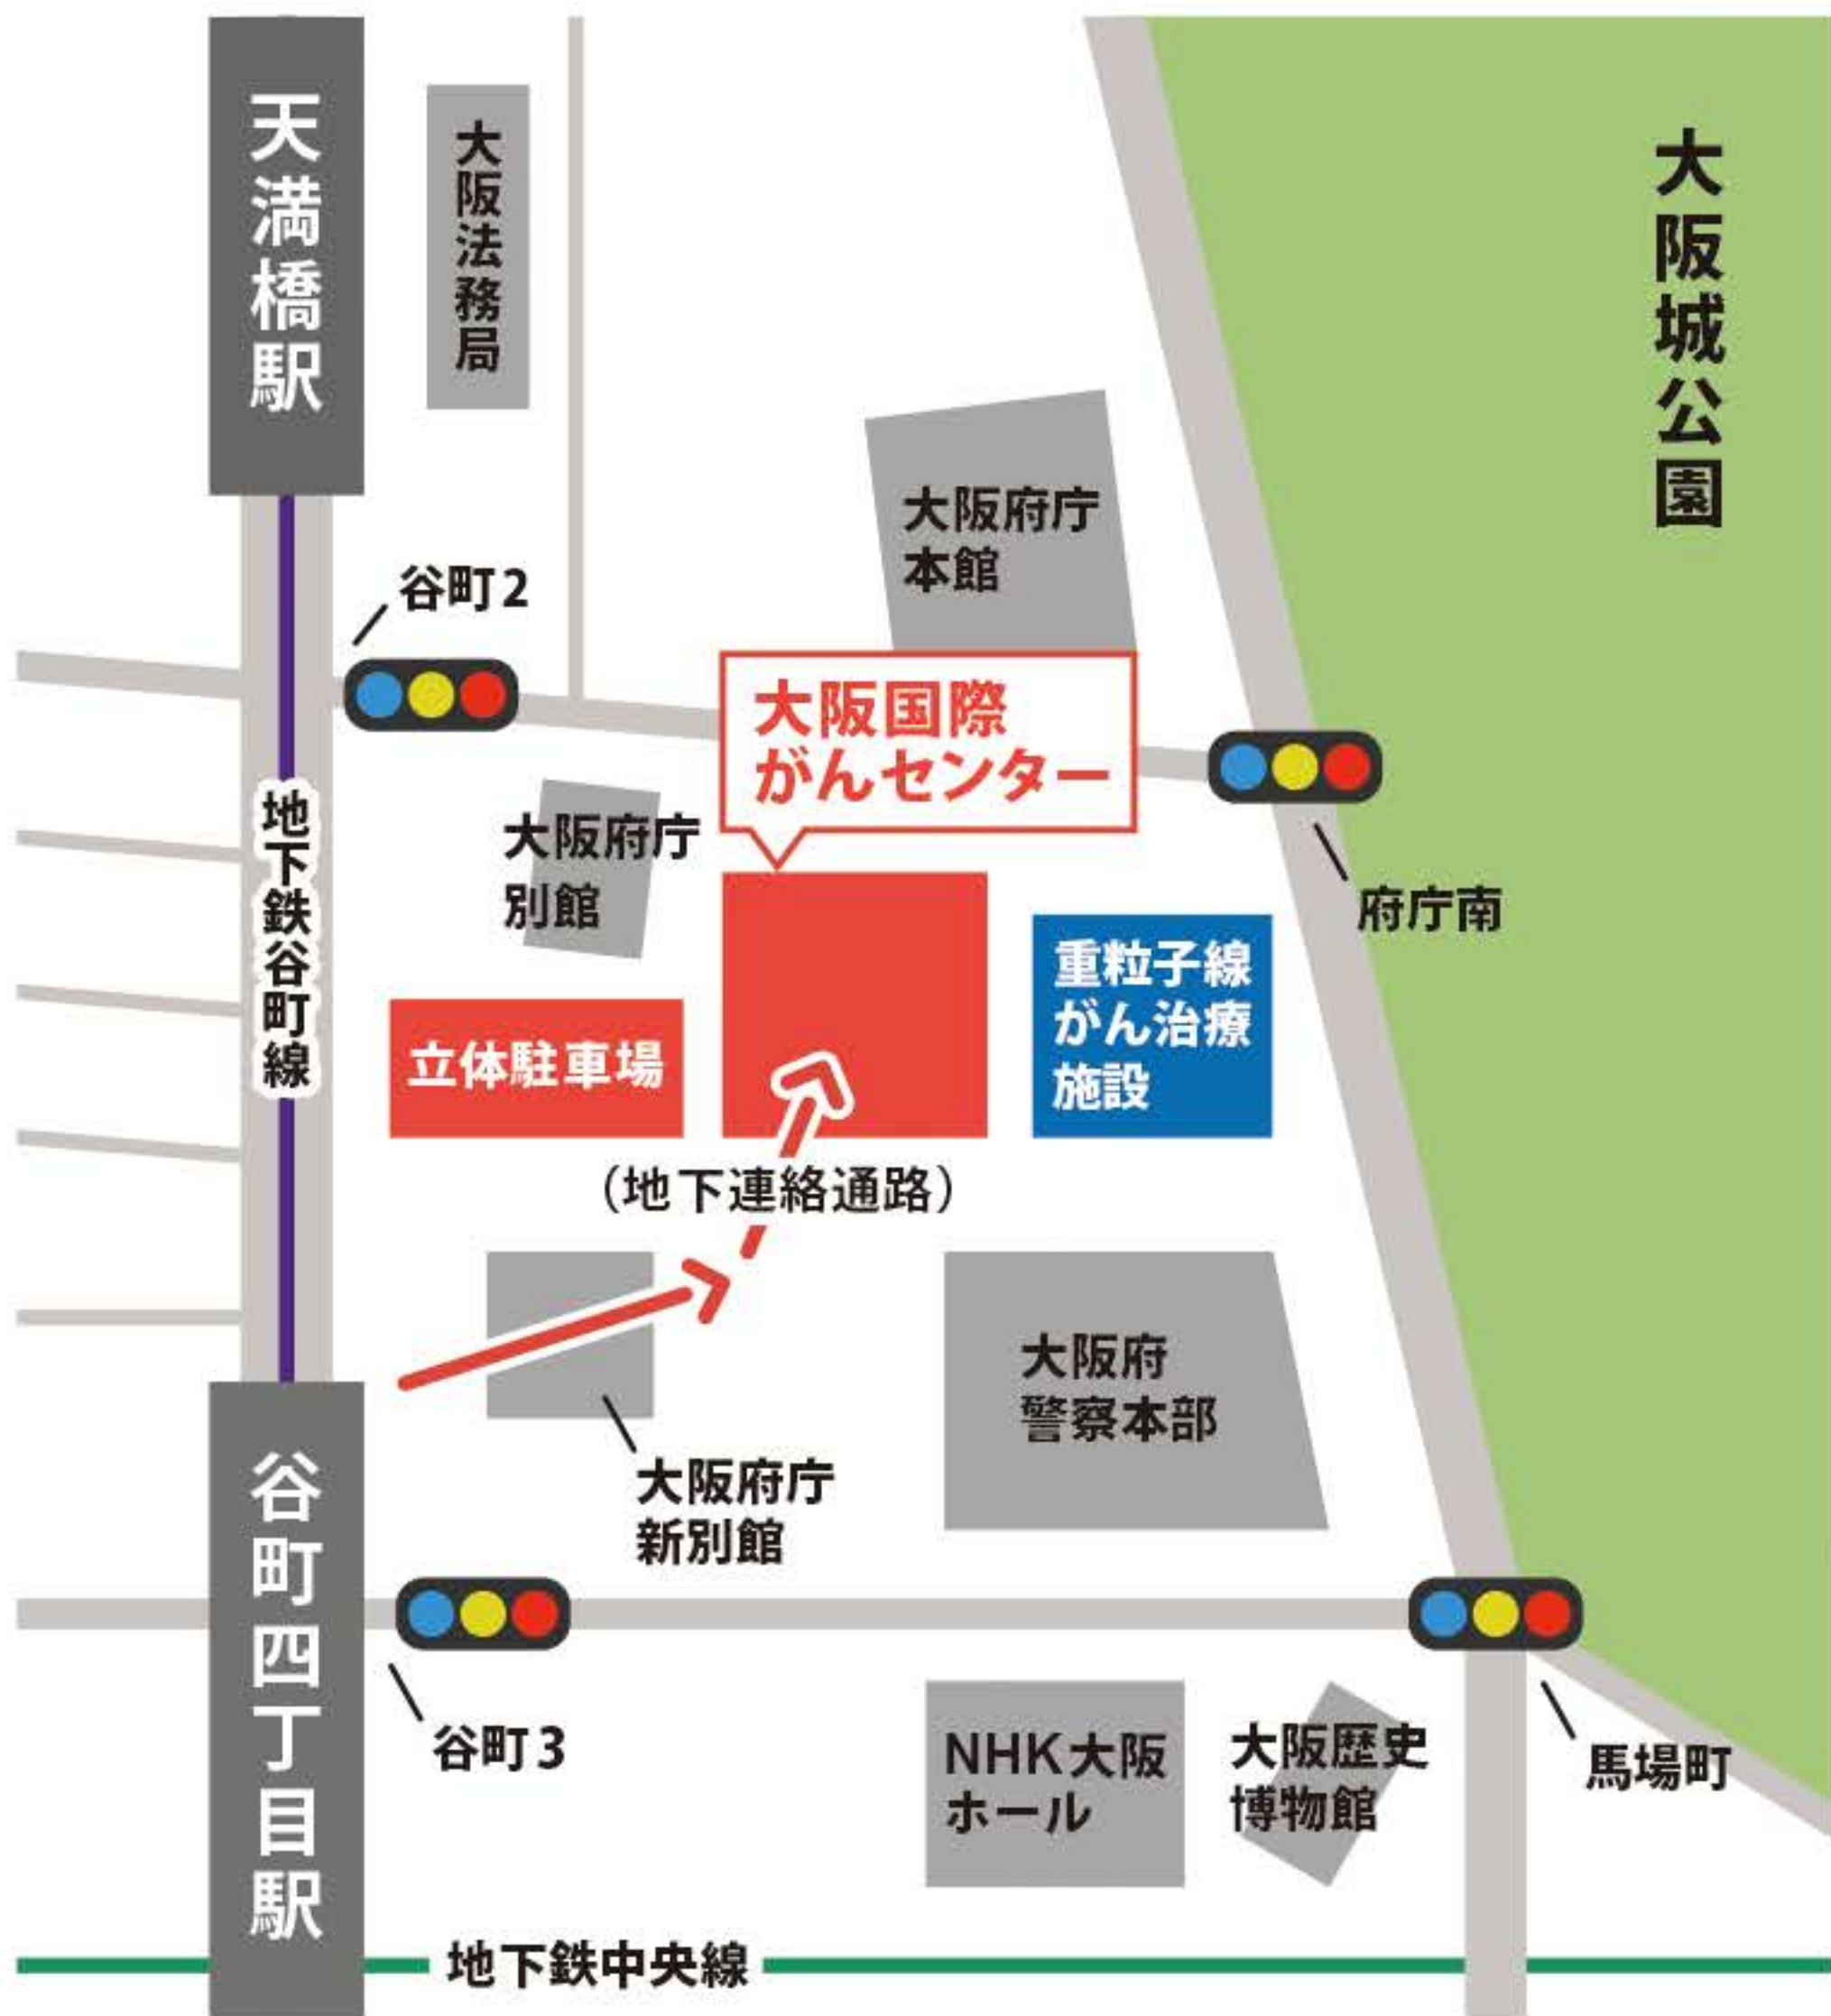 天満橋駅
大阪法務局
大阪城公園
大阪府庁
本館
谷町2
大阪国際
がんセンター
地下鉄谷町線
大阪府庁
別館
府庁南
重粒子線
がん治療
施設
立体駐車場
（地下連絡通路）
大阪府
警察本部
大阪府庁
新別館
谷町四丁目駅
谷町3
NHK大阪
ホール
大阪歴史
博物館
馬場町
地下鉄中央線